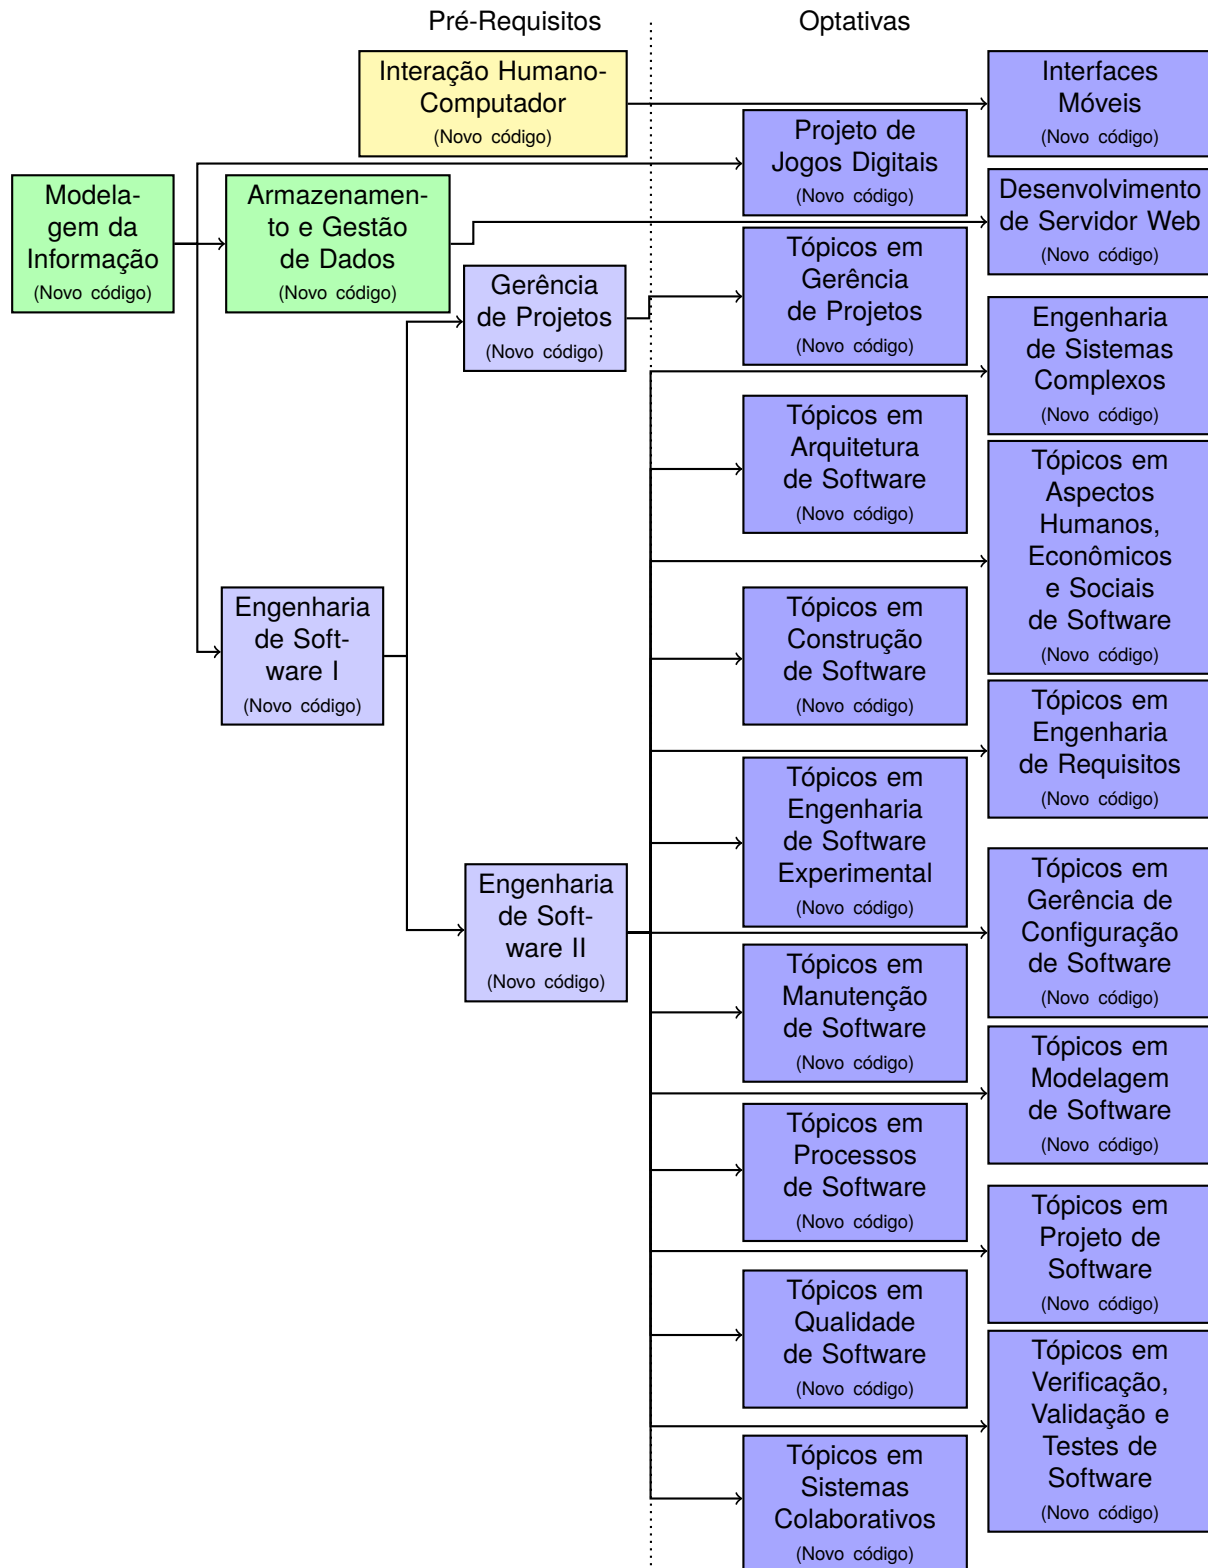 Pré-Requisitos
Optativas
Interação Humano-
Computador
(Novo código)
Interfaces
Móveis
(Novo código)
Projeto de
Jogos Digitais
(Novo código)
Modela-
gem da
Informação
(Novo código)
Armazenamen-
to e Gestão
de Dados
(Novo código)
Desenvolvimento
de Servidor Web
(Novo código)
Gerência
de Projetos
(Novo código)
Tópicos em
Gerência
de Projetos
(Novo código)
Engenharia
de Sistemas
Complexos
(Novo código)
Tópicos em
Arquitetura
de Software
(Novo código)
Tópicos em
Aspectos
Humanos,
Econômicos
e Sociais
de Software
(Novo código)
Engenharia
de Soft-
ware I
(Novo código)
Tópicos em
Construção
de Software
(Novo código)
Tópicos em
Engenharia
de Requisitos
(Novo código)
Tópicos em
Engenharia
de Software
Experimental
(Novo código)
Engenharia
de Soft-
ware II
(Novo código)
Tópicos em
Gerência de
Configuração
de Software
(Novo código)
Tópicos em
Manutenção
de Software
(Novo código)
Tópicos em
Modelagem
de Software
(Novo código)
Tópicos em
Processos
de Software
(Novo código)
Tópicos em
Projeto de
Software
(Novo código)
Tópicos em
Qualidade
de Software
(Novo código)
Tópicos em
Verificação,
Validação e
Testes de
Software
(Novo código)
Tópicos em
Sistemas
Colaborativos
(Novo código)